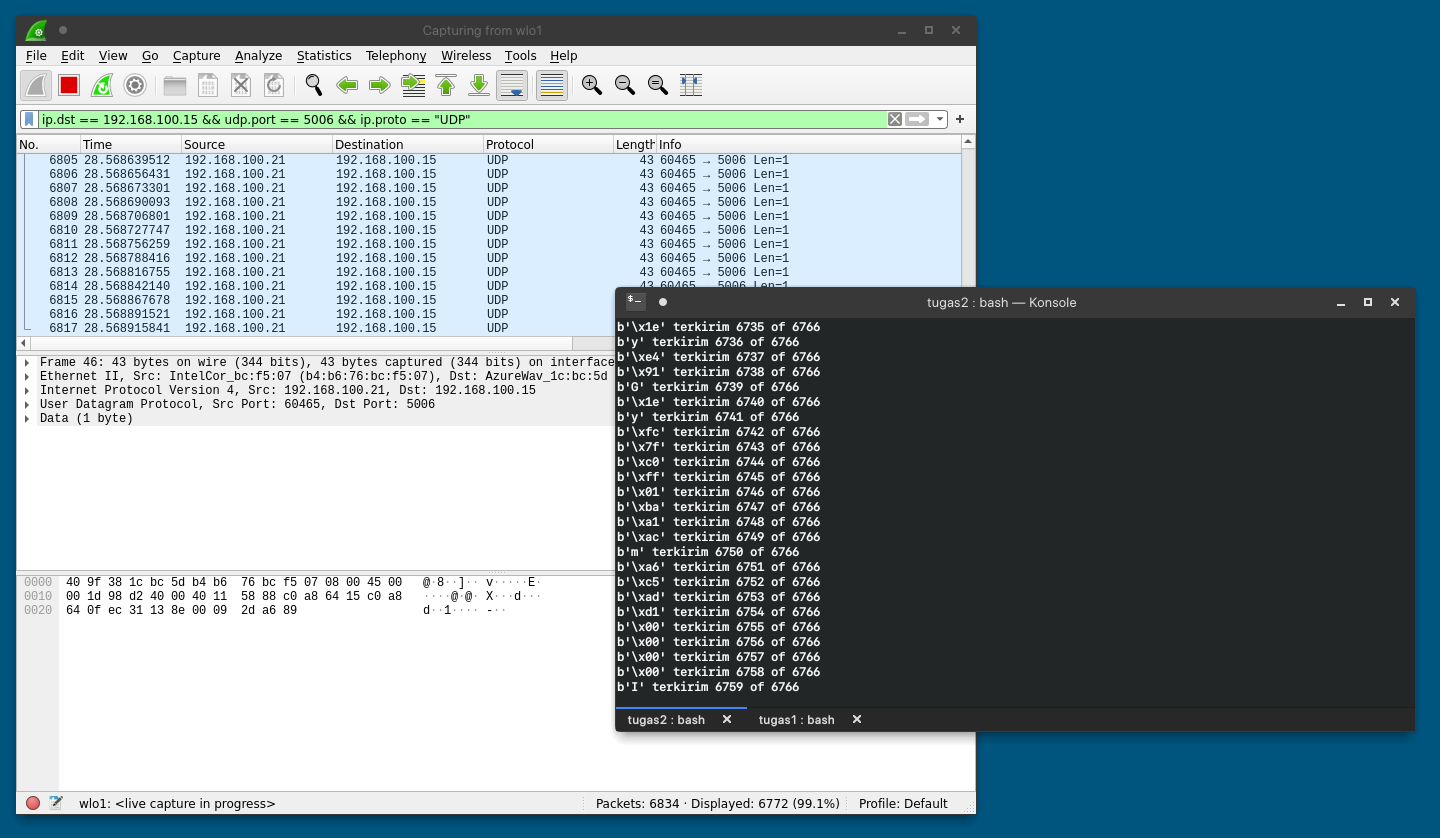 Capturing from wlo1
File Edit View Go Capture Analyze Statistics Telephony Wireless Tools Help
ip.dst == 192.168.100.15 && udp.port == 5006 && ip.proto == "UDP"
No. Time Source Destination Protocol Length Info
6805 28.568639512 192.168.100.21 192.168.100.15 UDP 43 60465 → 5006 Len=1
6806 28.568656431 192.168.100.21 192.168.100.15 UDP 43 60465 → 5006 Len=1
6807 28.568673301 192.168.100.21 192.168.100.15 UDP 43 60465 → 5006 Len=1
6808 28.568690093 192.168.100.21 192.168.100.15 UDP 43 60465 → 5006 Len=1
6809 28.568706801 192.168.100.21 192.168.100.15 UDP 43 60465 → 5006 Len=1
6810 28.568727747 192.168.100.21 192.168.100.15 UDP 43 60465 → 5006 Len=1
6811 28.568756259 192.168.100.21 192.168.100.15 UDP 43 60465 → 5006 Len=1
6812 28.568788416 192.168.100.21 192.168.100.15 UDP 43 60465 → 5006 Len=1
6813 28.568816755 192.168.100.21 192.168.100.15 UDP 43 60465 → 5006 Len=1
6814 28.568842140 192.168.100.21 192.168.100.15 UDP 43 60465 → 5006 Len=1
6815 28.568867678 192.168.100.21 192.168.100.15 UDP
6816 28.568891521 192.168.100.21 192.168.100.15 UDP
6817 28.568915841 192.168.100.21 192.168.100.15 UDP
Frame 46: 43 bytes on wire (344 bits), 43 bytes captured (344 bits) on interface
Ethernet II, Src: IntelCor_bc:f5:07 (b4:b6:76:bc:f5:07), Dst: AzureWav_1c:bc:5d
Internet Protocol Version 4, Src: 192.168.100.21, Dst: 192.168.100.15
User Datagram Protocol, Src Port: 60465, Dst Port: 5006
Data (1 byte)
0000 40 9f 38 1c bc 5d b4 b6 76 bc f5 07 08 00 45 00 @·8··]·· v·····E·
0010 00 1d 98 d2 40 00 40 11 58 88 c0 a8 64 15 c0 a8 ····@·@· X···d···
0020 64 0f ec 31 13 8e 00 09 2d a6 89 d··1···· -··
wlo1: <live capture in progress> Packets: 6834 · Displayed: 6772 (99.1%) Profile: Default
tugas2 : bash — Konsole
b'\x1e' terkirim 6735 of 6766
b'y' terkirim 6736 of 6766
b'\xe4' terkirim 6737 of 6766
b'\x91' terkirim 6738 of 6766
b'G' terkirim 6739 of 6766
b'\x1e' terkirim 6740 of 6766
b'y' terkirim 6741 of 6766
b'\xfc' terkirim 6742 of 6766
b'\x7f' terkirim 6743 of 6766
b'\xc0' terkirim 6744 of 6766
b'\xff' terkirim 6745 of 6766
b'\x01' terkirim 6746 of 6766
b'\xba' terkirim 6747 of 6766
b'\xa1' terkirim 6748 of 6766
b'\xac' terkirim 6749 of 6766
b'm' terkirim 6750 of 6766
b'\xa6' terkirim 6751 of 6766
b'\xc5' terkirim 6752 of 6766
b'\xad' terkirim 6753 of 6766
b'\xd1' terkirim 6754 of 6766
b'\x00' terkirim 6755 of 6766
b'\x00' terkirim 6756 of 6766
b'\x00' terkirim 6757 of 6766
b'\x00' terkirim 6758 of 6766
b'I' terkirim 6759 of 6766
tugas2 : bash tugas1 : bash